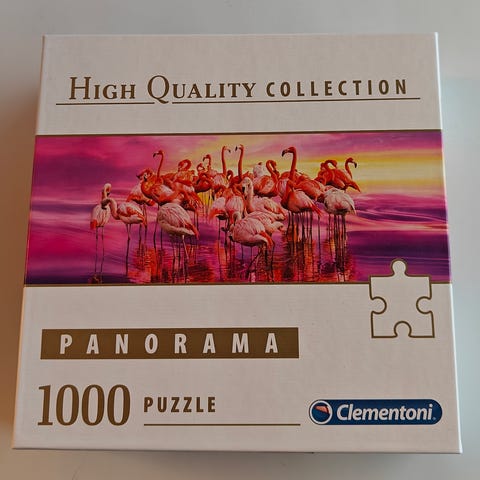 HIGH QUALITY COLLECTION
PANORAMA
1000 PUZZLE
Clementoni